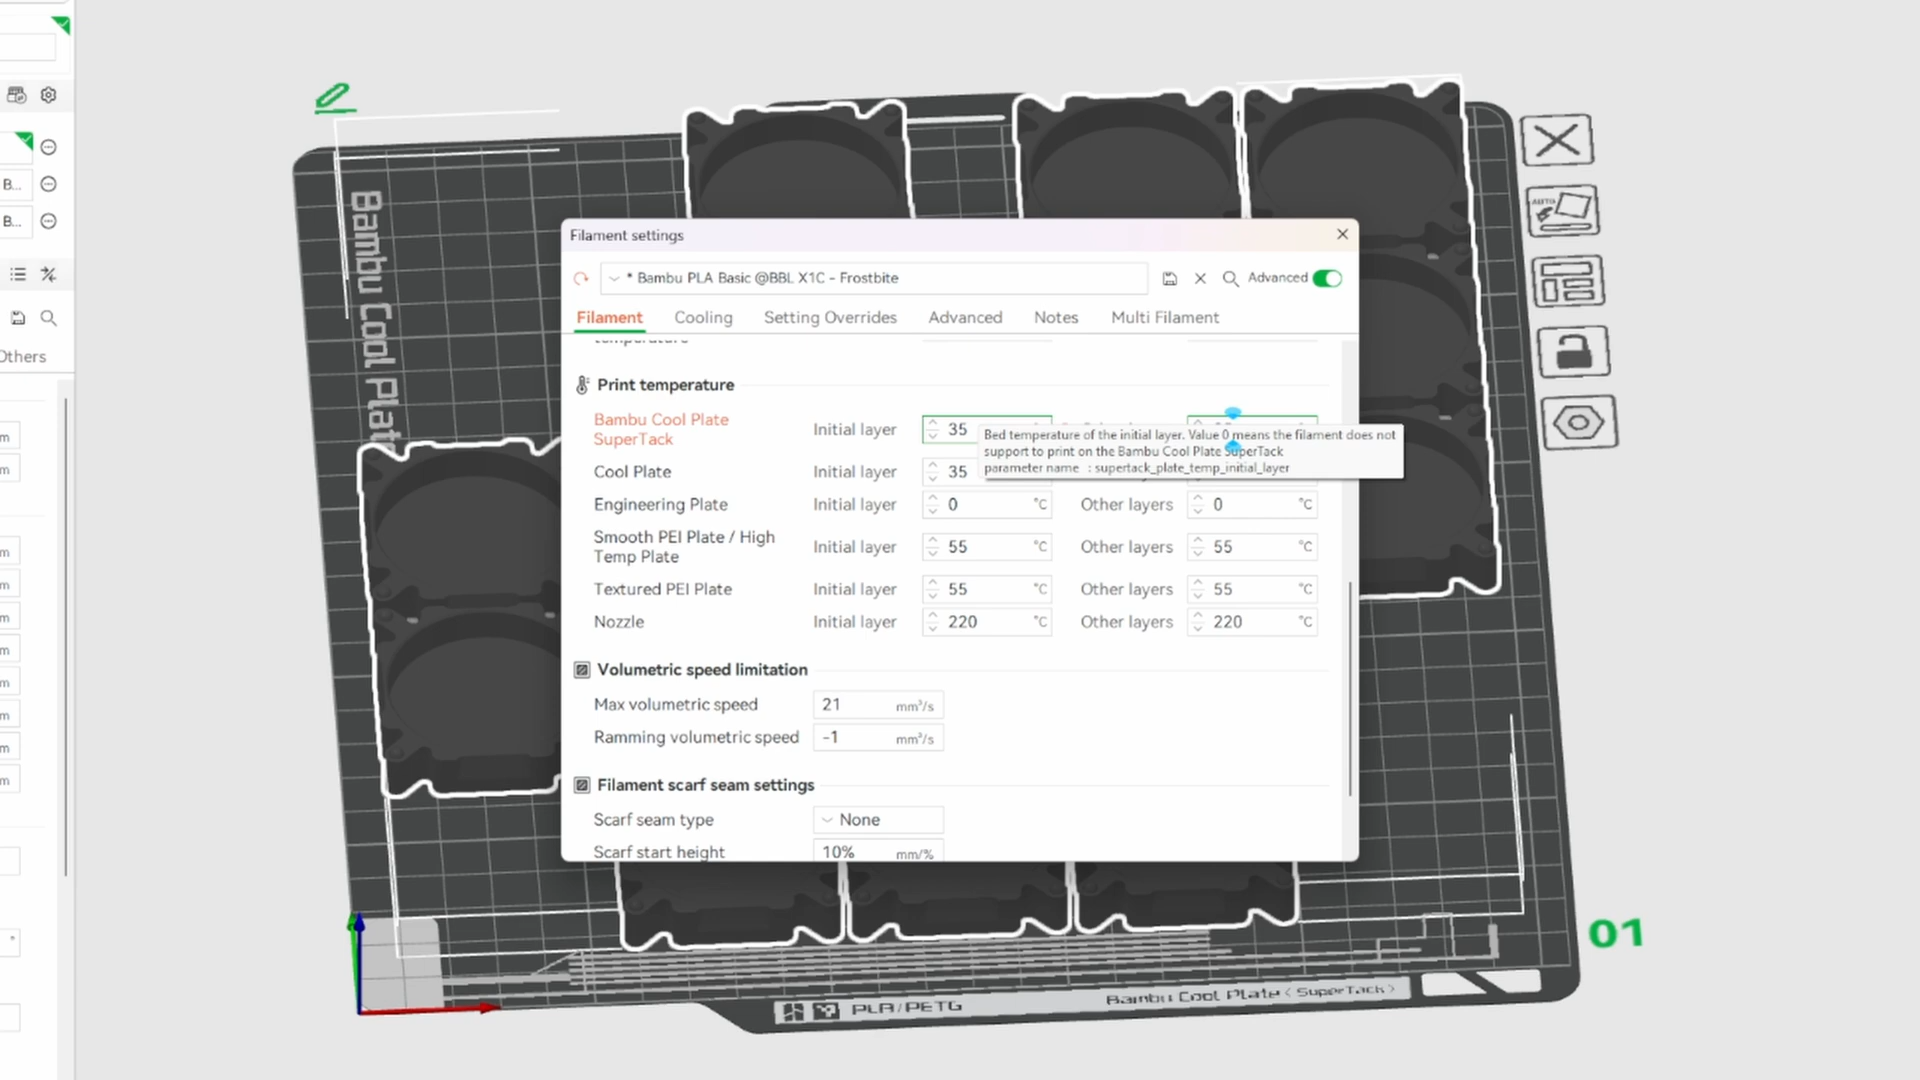 B...
B...
Others
m
m
m
m
m
m
m
m
m
m
°
Bambu Cool Plate
Filament settings
* Bambu PLA Basic @BBL X1C - Frostbite
Advanced
Filament Cooling Setting Overrides Advanced Notes Multi Filament
temperature
Print temperature
Bambu Cool Plate SuperTack Initial layer 35
Bed temperature of the initial layer. Value 0 means the filament does not
support to print on the Bambu Cool Plate SuperTack
parameter name : supertack_plate_temp_initial_layer
Cool Plate Initial layer 35
Engineering Plate Initial layer 0 °C Other layers 0 °C
Smooth PEI Plate / High Temp Plate Initial layer 55 °C Other layers 55 °C
Textured PEI Plate Initial layer 55 °C Other layers 55 °C
Nozzle Initial layer 220 °C Other layers 220 °C
Volumetric speed limitation
Max volumetric speed 21 mm³/s
Ramming volumetric speed -1 mm³/s
Filament scarf seam settings
Scarf seam type None
Scarf start height 10% mm/%
AUTO
01
PLA/PETG
Bambu Cool Plate (SuperTack)